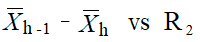 X̅ₕ₋₁ - X̅ₕ vs R₂